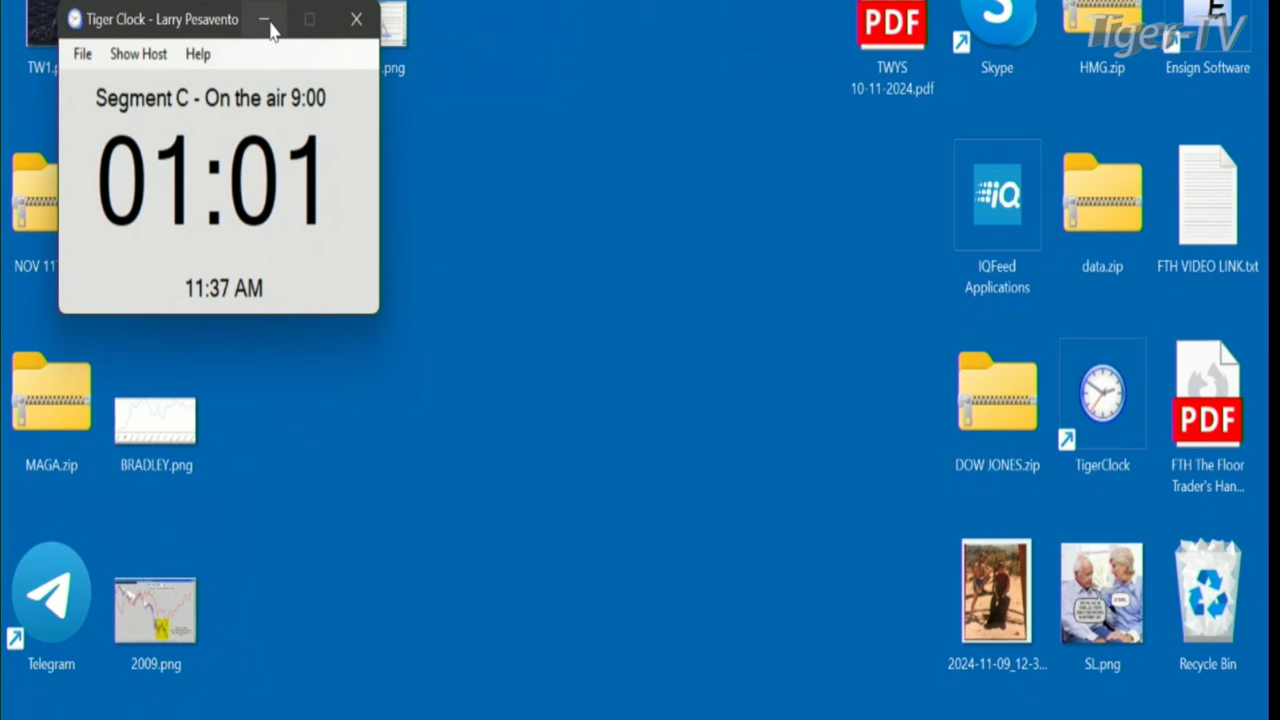 Tiger Clock - Larry Pesavento
File Show Host Help
Segment C - On the air 9:00
01:01
11:37 AM
TW1.p
.png
PDF
TWYS
10-11-2024.pdf
Skype
HMG.zip
Ensign Software
Tiger-TV
NOV 11
iQ
IQFeed
Applications
data.zip
FTH VIDEO LINK.txt
MAGA.zip
BRADLEY.png
DOW JONES.zip
TigerClock
PDF
FTH The Floor
Trader's Han...
Telegram
2009.png
2024-11-09_12-3...
SL.png
Recycle Bin